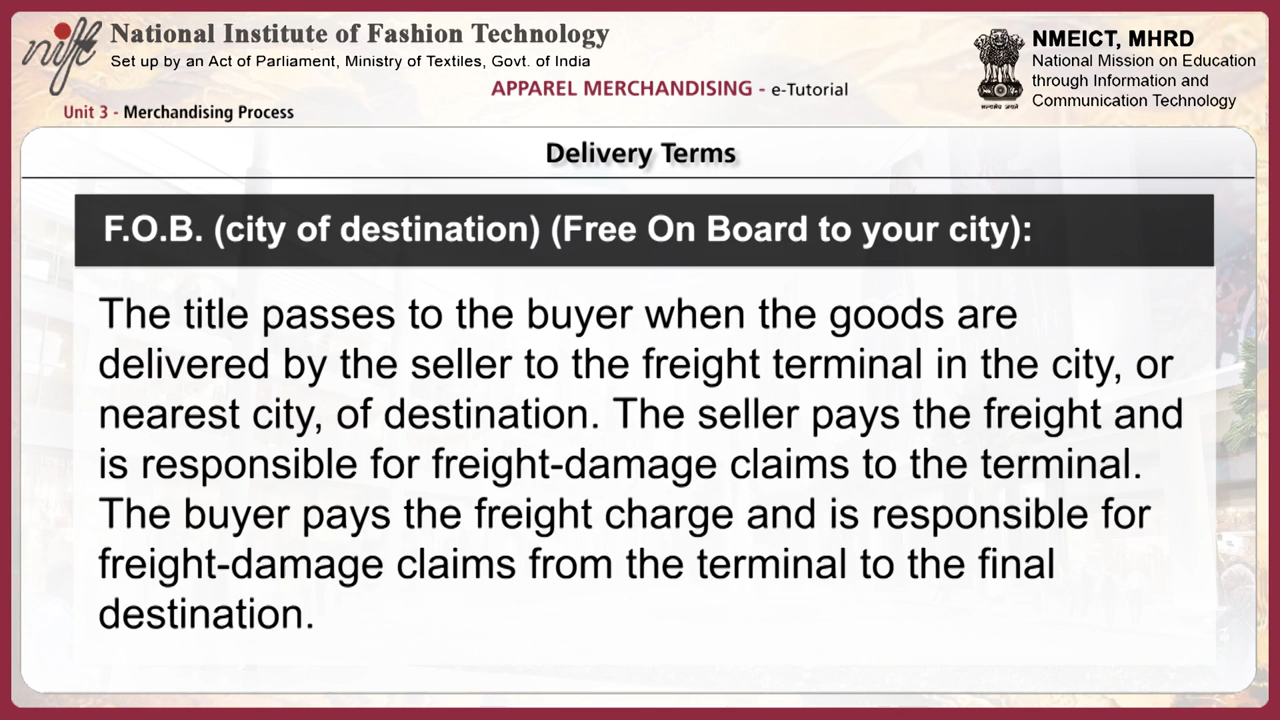 nift
National Institute of Fashion Technology
Set up by an Act of Parliament, Ministry of Textiles, Govt. of India
APPAREL MERCHANDISING - e-Tutorial
Unit 3 - Merchandising Process
सत्यमेव जयते
NMEICT, MHRD
National Mission on Education
through Information and
Communication Technology
Delivery Terms
F.O.B. (city of destination) (Free On Board to your city):
The title passes to the buyer when the goods are
delivered by the seller to the freight terminal in the city, or
nearest city, of destination. The seller pays the freight and
is responsible for freight-damage claims to the terminal.
The buyer pays the freight charge and is responsible for
freight-damage claims from the terminal to the final
destination.